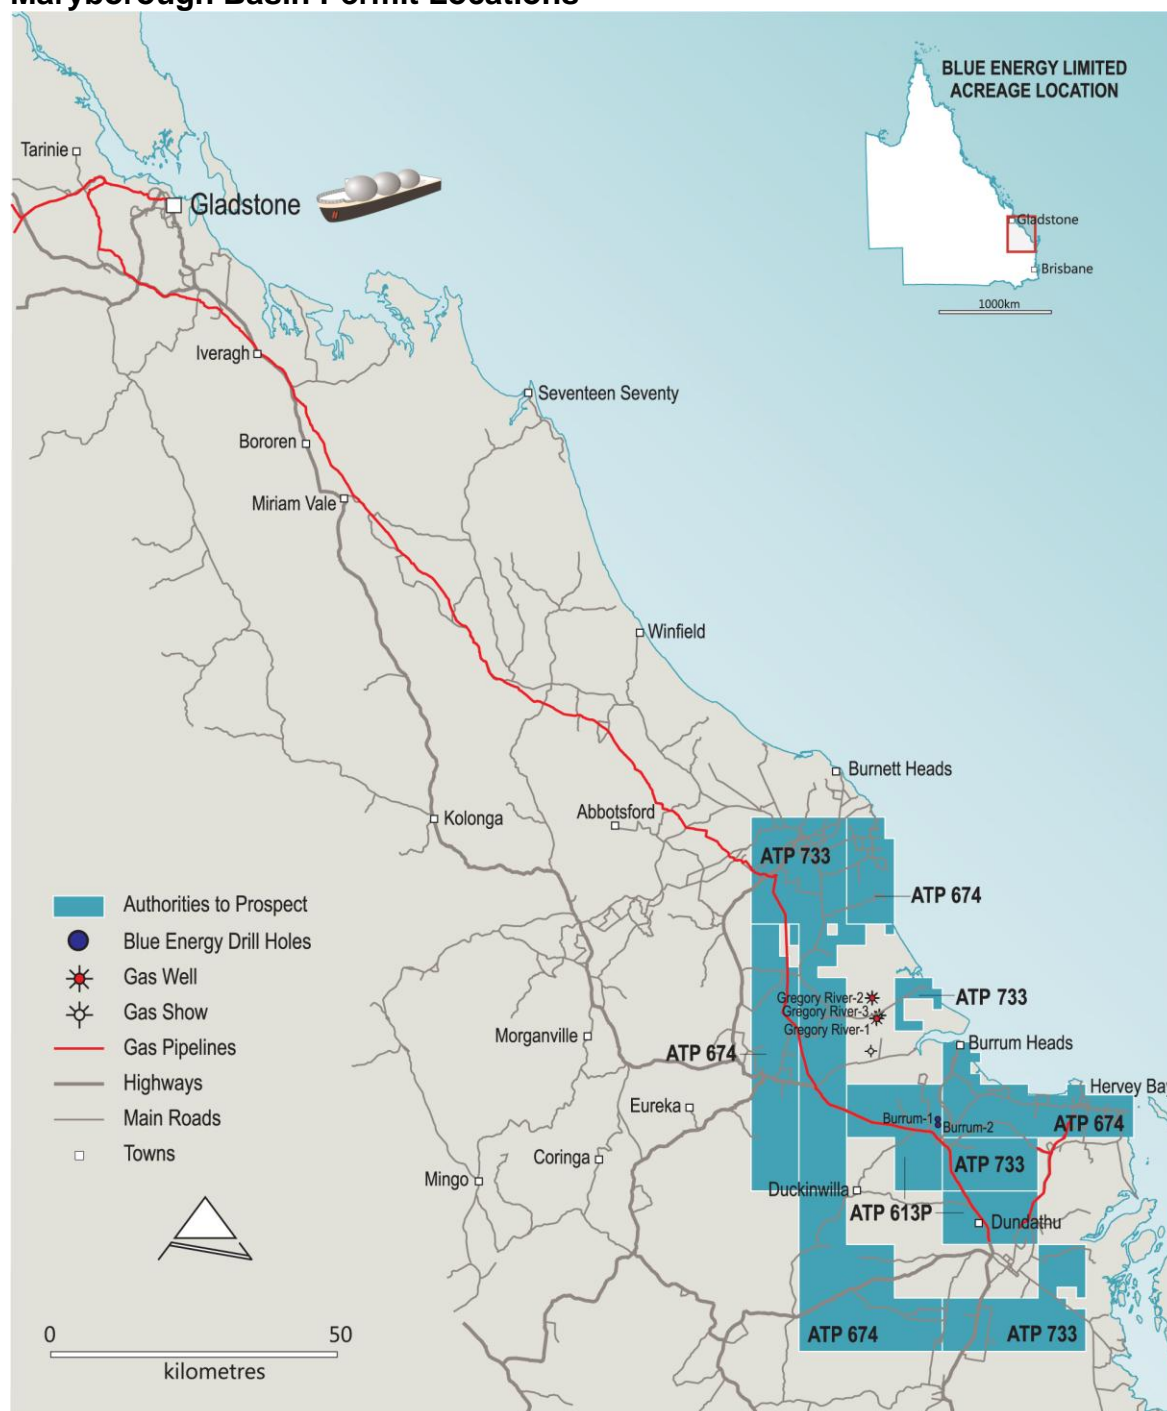 Maryborough Basin Permit Locations
BLUE ENERGY LIMITED
ACREAGE LOCATION
Tarinie
Gladstone
Gladstone
Brisbane
1000km
Iveragh
Seventeen Seventy
Bororen
Miriam Vale
Winfield
Burnett Heads
Abbotsford
Kolonga
ATP 733
ATP 674
Authorities to Prospect
Blue Energy Drill Holes
Gas Well
Gas Show
Gas Pipelines
Highways
Main Roads
Towns
Gregory River-2
Gregory River-3
Gregory River-1
ATP 733
Morganville
ATP 674
Burrum Heads
Hervey Bay
Eureka
Burrum-1
Burrum-2
ATP 674
Coringa
ATP 733
Mingo
Duckinwilla
ATP 613P
Dundathu
0
50
kilometres
ATP 674
ATP 733